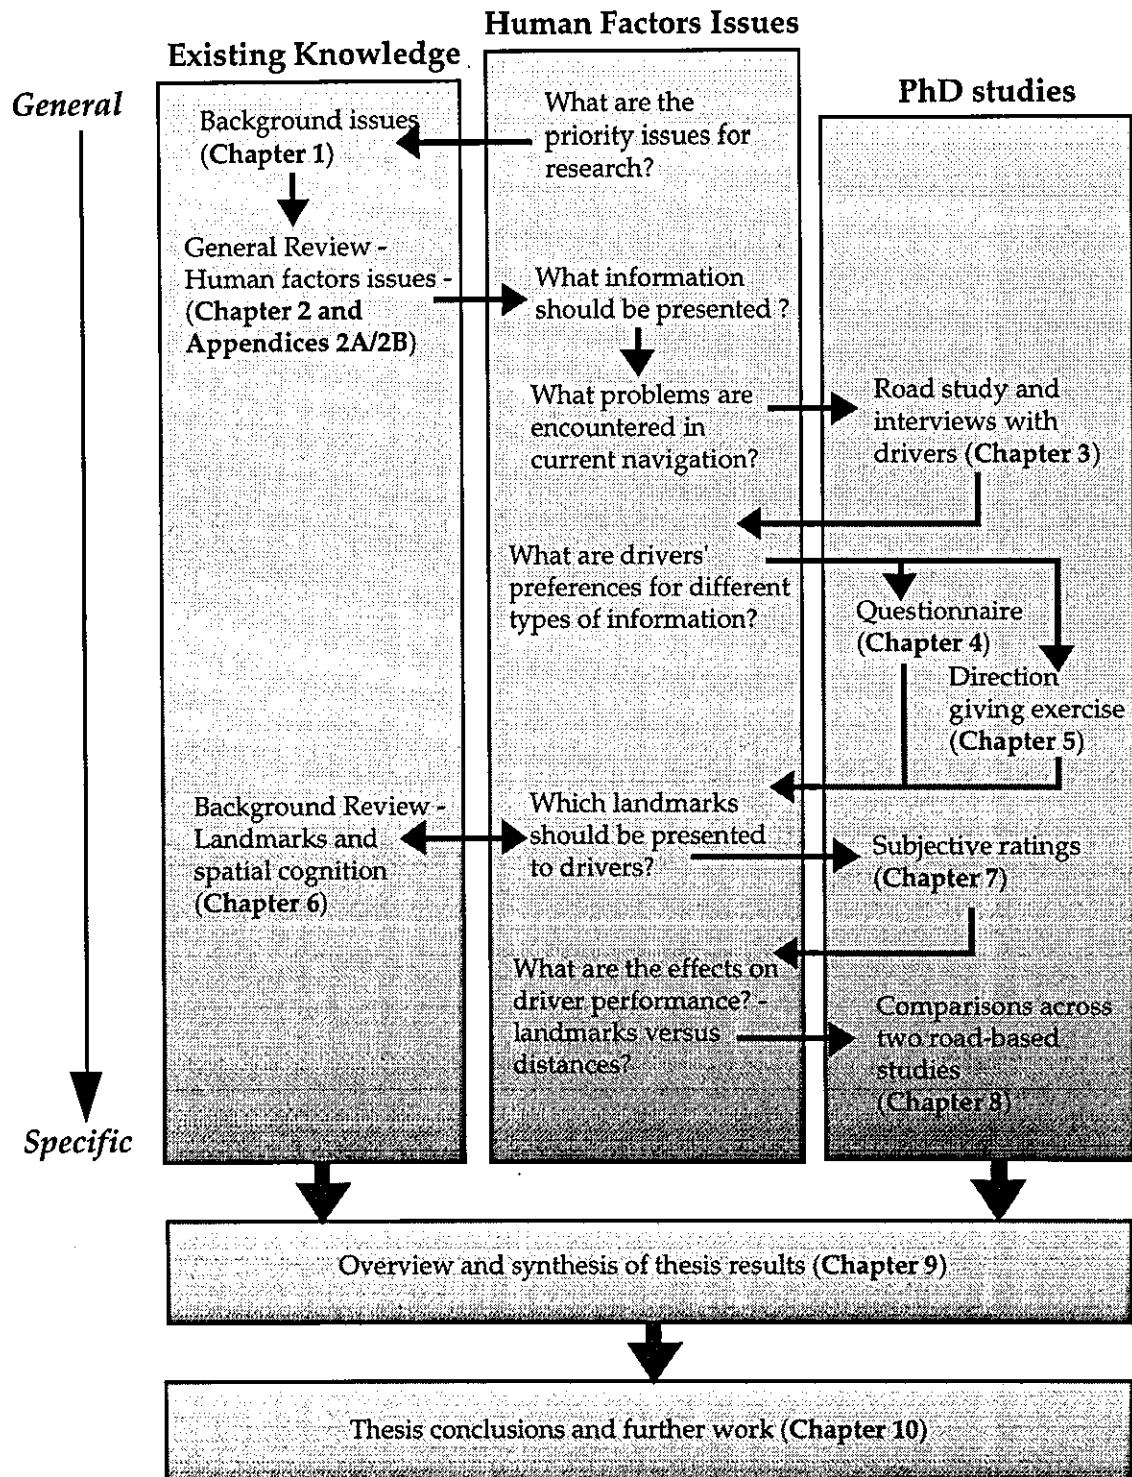 Human Factors Issues
Existing Knowledge
PhD studies
General
Background issues
(Chapter 1)
What are the
priority issues for
research?
General Review -
Human factors issues -
(Chapter 2 and
Appendices 2A/2B)
What information
should be presented ?
What problems are
encountered in
current navigation?
Road study and
interviews with
drivers (Chapter 3)
What are drivers'
preferences for different
types of information?
Questionnaire
(Chapter 4)
Direction
giving exercise
(Chapter 5)
Background Review -
Landmarks and
spatial cognition
(Chapter 6)
Which landmarks
should be presented
to drivers?
Subjective ratings
(Chapter 7)
What are the effects on
driver performance? -
landmarks versus
distances?
Comparisons across
two road-based
studies
(Chapter 8)
Specific
Overview and synthesis of thesis results (Chapter 9)
Thesis conclusions and further work (Chapter 10)